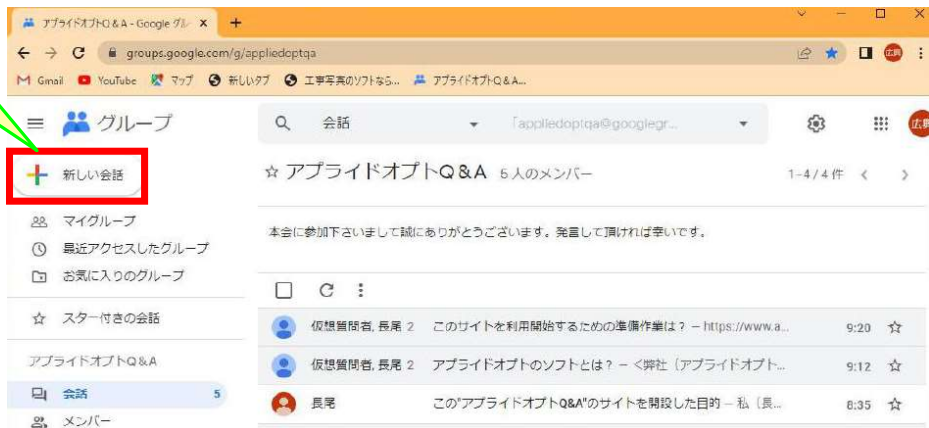 アプライドオプトQ & A - Google グル
groups.google.com/g/appliedoptqa
広興
Gmail YouTube マップ 新しいタブ 工事写真のソフトなら... アプライドオプトQ & A...
グループ
会話 「appliedoptqa@googlegr...
新しい会話
アプライドオプトQ&A 5人のメンバー 1-4 / 4 件
マイグループ
本会に参加下さいまして誠にありがとうございます。発言して頂ければ幸いです。
最近アクセスしたグループ
お気に入りのグループ
スター付きの会話
仮想質問者, 長尾 2 このサイトを利用開始するための準備作業は? – https://www.a... 9:20
アプライドオプトQ&A
仮想質問者, 長尾 2 アプライドオプトのソフトとは? – <弊社(アプライドオプト... 9:12
会話 5
長尾 この"アプライドオプトQ&A"のサイトを開設した目的 – 私(長... 8:35
メンバー